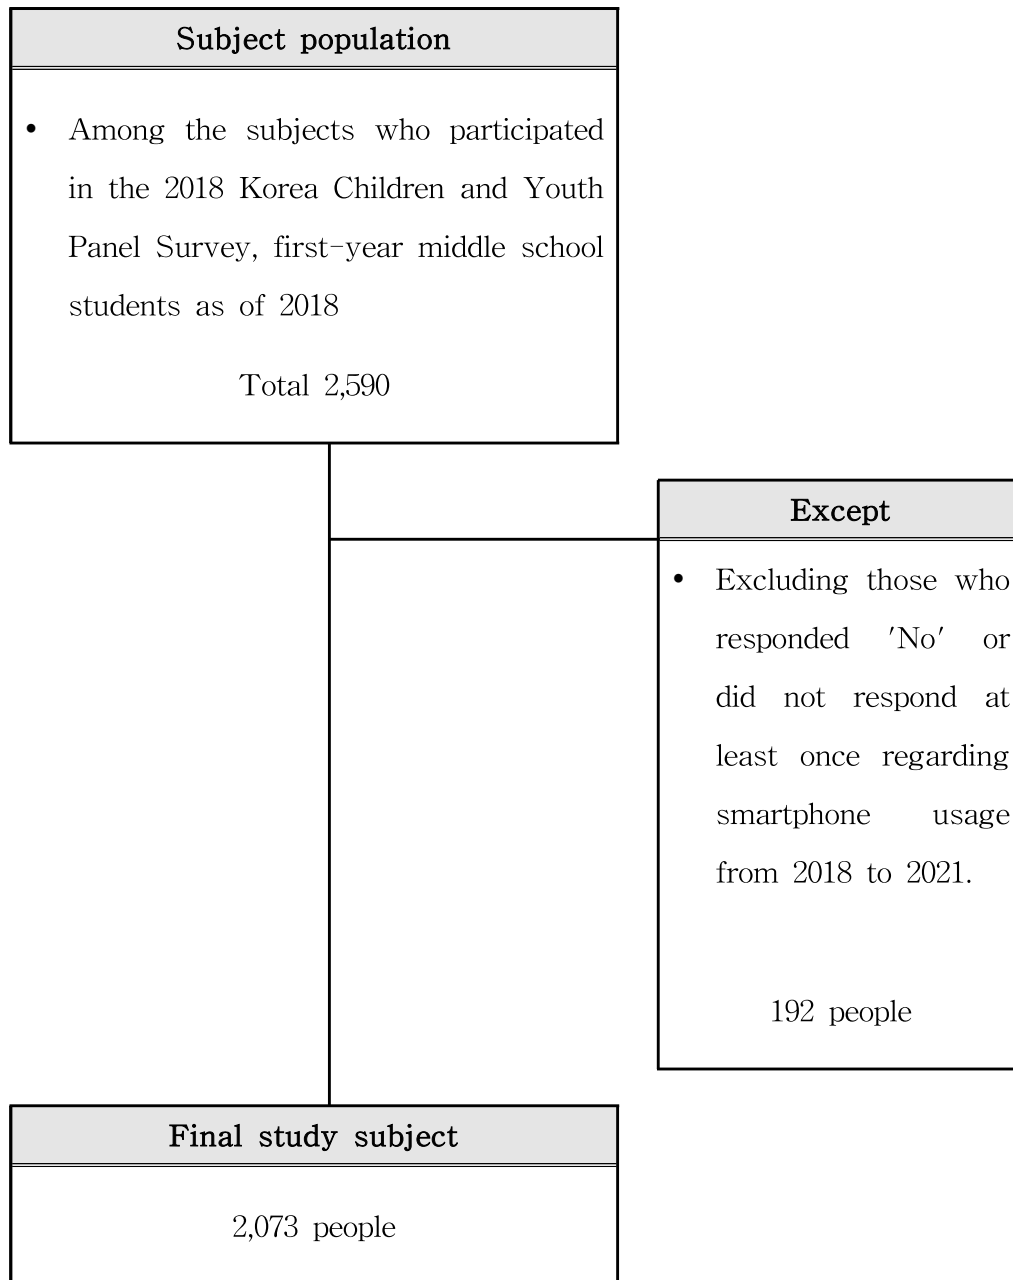 Subject population
• Among the subjects who participated
in the 2018 Korea Children and Youth
Panel Survey, first-year middle school
students as of 2018
Total 2,590
Except
• Excluding those who
responded 'No' or
did not respond at
least once regarding
smartphone usage
from 2018 to 2021.
192 people
Final study subject
2,073 people